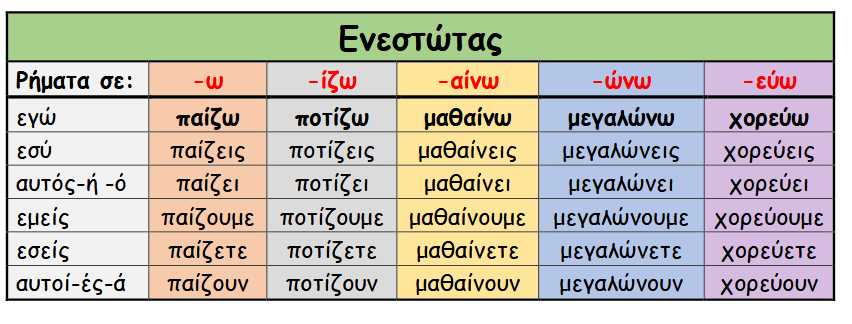 Ενεστώτας
Ρήματα σε: -ω -ίζω -αίνω -ώνω -εύω
εγώ παίζω ποτίζω μαθαίνω μεγαλώνω χορεύω
εσύ παίζεις ποτίζεις μαθαίνεις μεγαλώνεις χορεύεις
αυτός-ή -ό παίζει ποτίζει μαθαίνει μεγαλώνει χορεύει
εμείς παίζουμε ποτίζουμε μαθαίνουμε μεγαλώνουμε χορεύουμε
εσείς παίζετε ποτίζετε μαθαίνετε μεγαλώνετε χορεύετε
αυτοί-ές-ά παίζουν ποτίζουν μαθαίνουν μεγαλώνουν χορεύουν